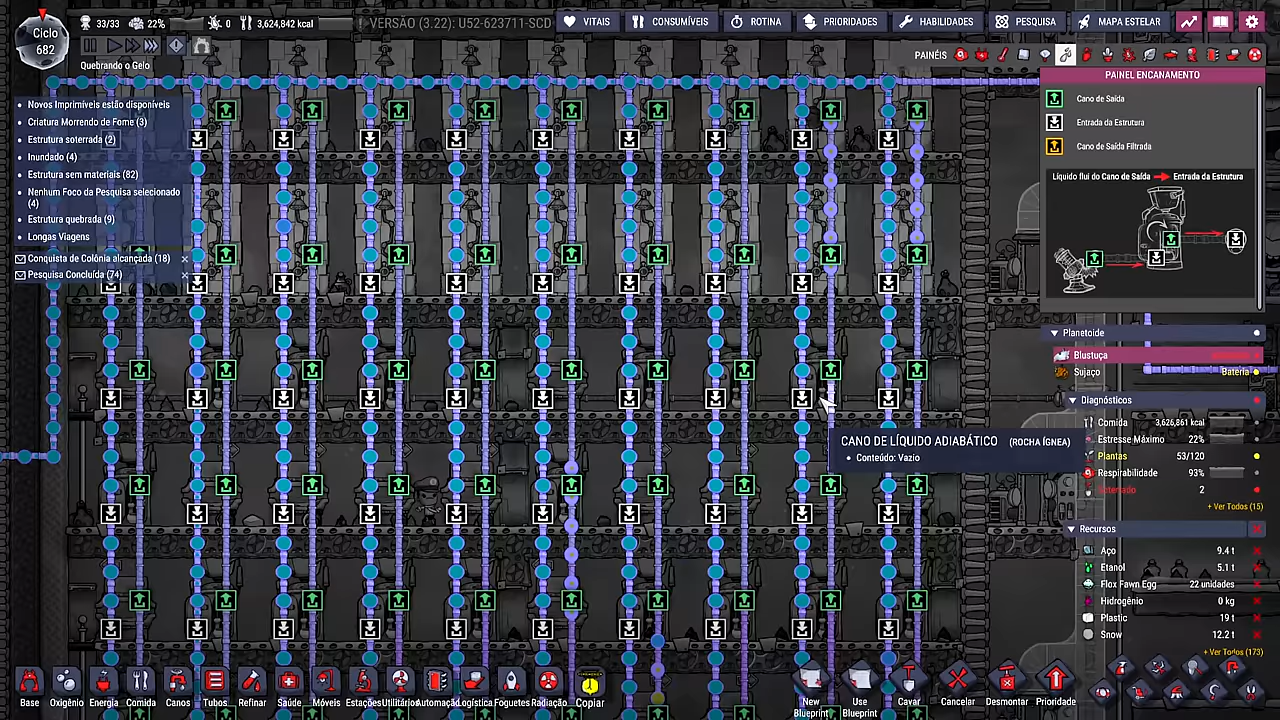 Ciclo
682
33/33
22%
0
3,624,842 kcal
VERSÃO (3.22): U52-623711-SCD
VITAIS
CONSUMÍVEIS
ROTINA
PRIORIDADES
HABILIDADES
PESQUISA
MAPA ESTELAR
Quebrando o Gelo
PAINÉIS
PAINEL ENCANAMENTO
Cano de Saída
Entrada da Estrutura
Cano de Saída Filtrada
Líquido flui do Cano de Saída
Entrada da Estrutura
Novos Imprimíveis estão disponíveis
Criatura Morrendo de Fome (3)
Estrutura soterrada (2)
Inundado (4)
Estrutura sem materiais (82)
Nenhum Foco da Pesquisa selecionado
(4)
Estrutura quebrada (9)
Longas Viagens
Conquista de Colônia alcançada (18)
Pesquisa Concluída (74)
Planetoide
Blustuça
Sujaço
Bateria
Diagnósticos
Comida 3,626,861 kcal
Estresse Máximo 22%
Plantas 53/120
Respirabilidade 93%
2
+ Ver Todos (15)
CANO DE LÍQUIDO ADIABÁTICO (ROCHA ÍGNEA)
Conteúdo: Vazio
Recursos
Aço 9.4 t
Etanol 5.1 t
Flox Fawn Egg 22 unidades
Hidrogênio 0 kg
Plastic 19 t
Snow 12.2 t
+ Ver Todos (173)
Base
Oxigênio
Energia
Comida
Canos
Tubos
Refinar
Saúde
Móveis
Estações
Utilitários
Automação
Logística
Foguetes
Radiação
Copiar
New
Blueprint
Use
Blueprint
Cavar
Cancelar
Desmontar
Prioridade